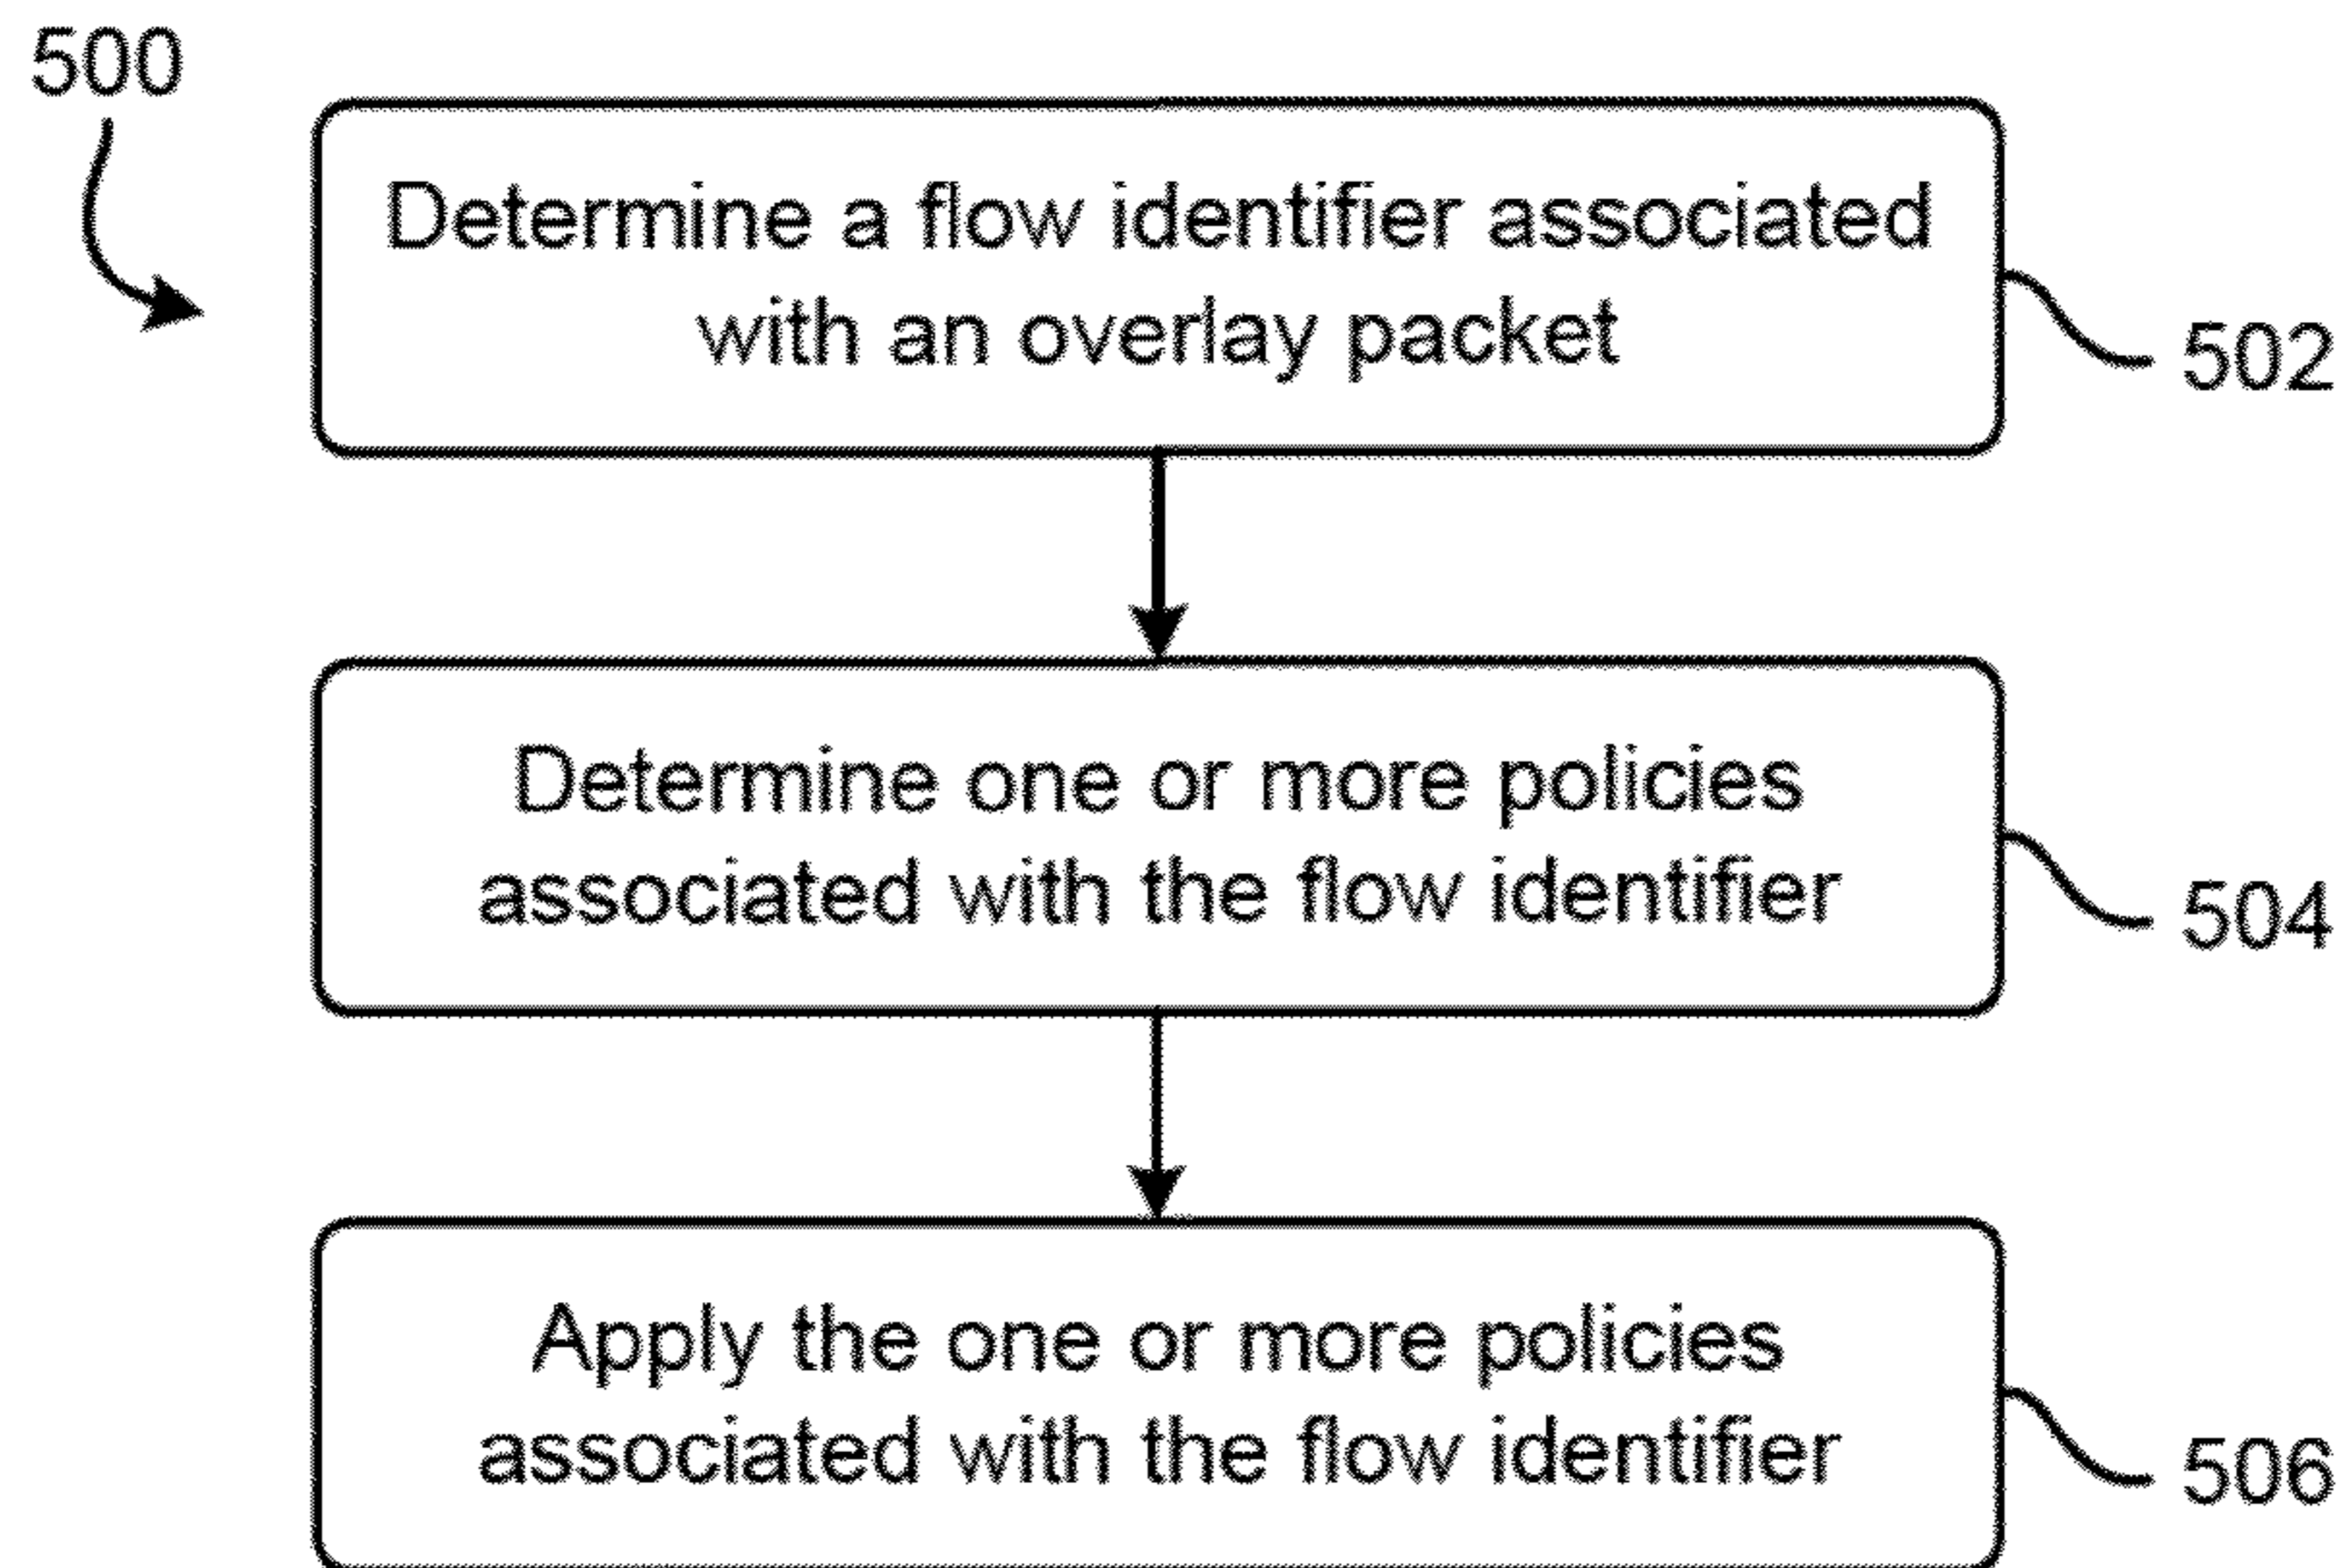 500
Determine a flow identifier associated
with an overlay packet
502
Determine one or more policies
associated with the flow identifier
504
Apply the one or more policies
associated with the flow identifier
506